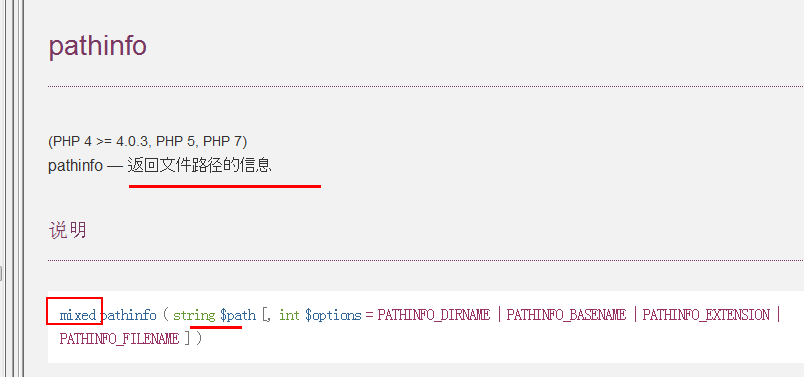 pathinfo
(PHP 4 >= 4.0.3, PHP 5, PHP 7)
pathinfo — 返回文件路径的信息
说明
mixed pathinfo ( string $path [, int $options = PATHINFO_DIRNAME | PATHINFO_BASENAME | PATHINFO_EXTENSION |
PATHINFO_FILENAME ] )